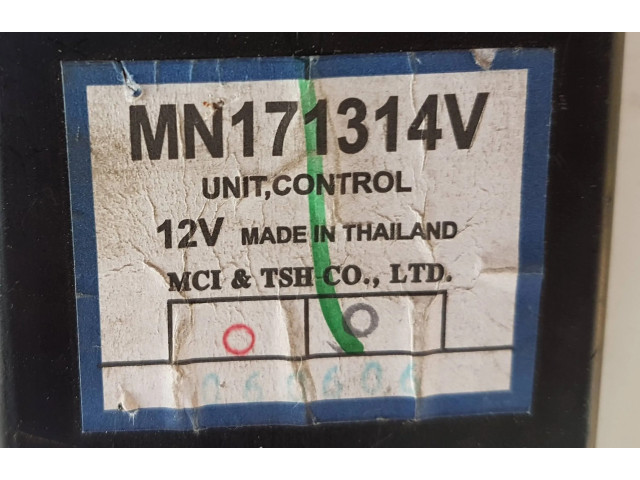 MN171314V
UNIT,CONTROL
12V MADE IN THAILAND
MCI & TSH CO., LTD.